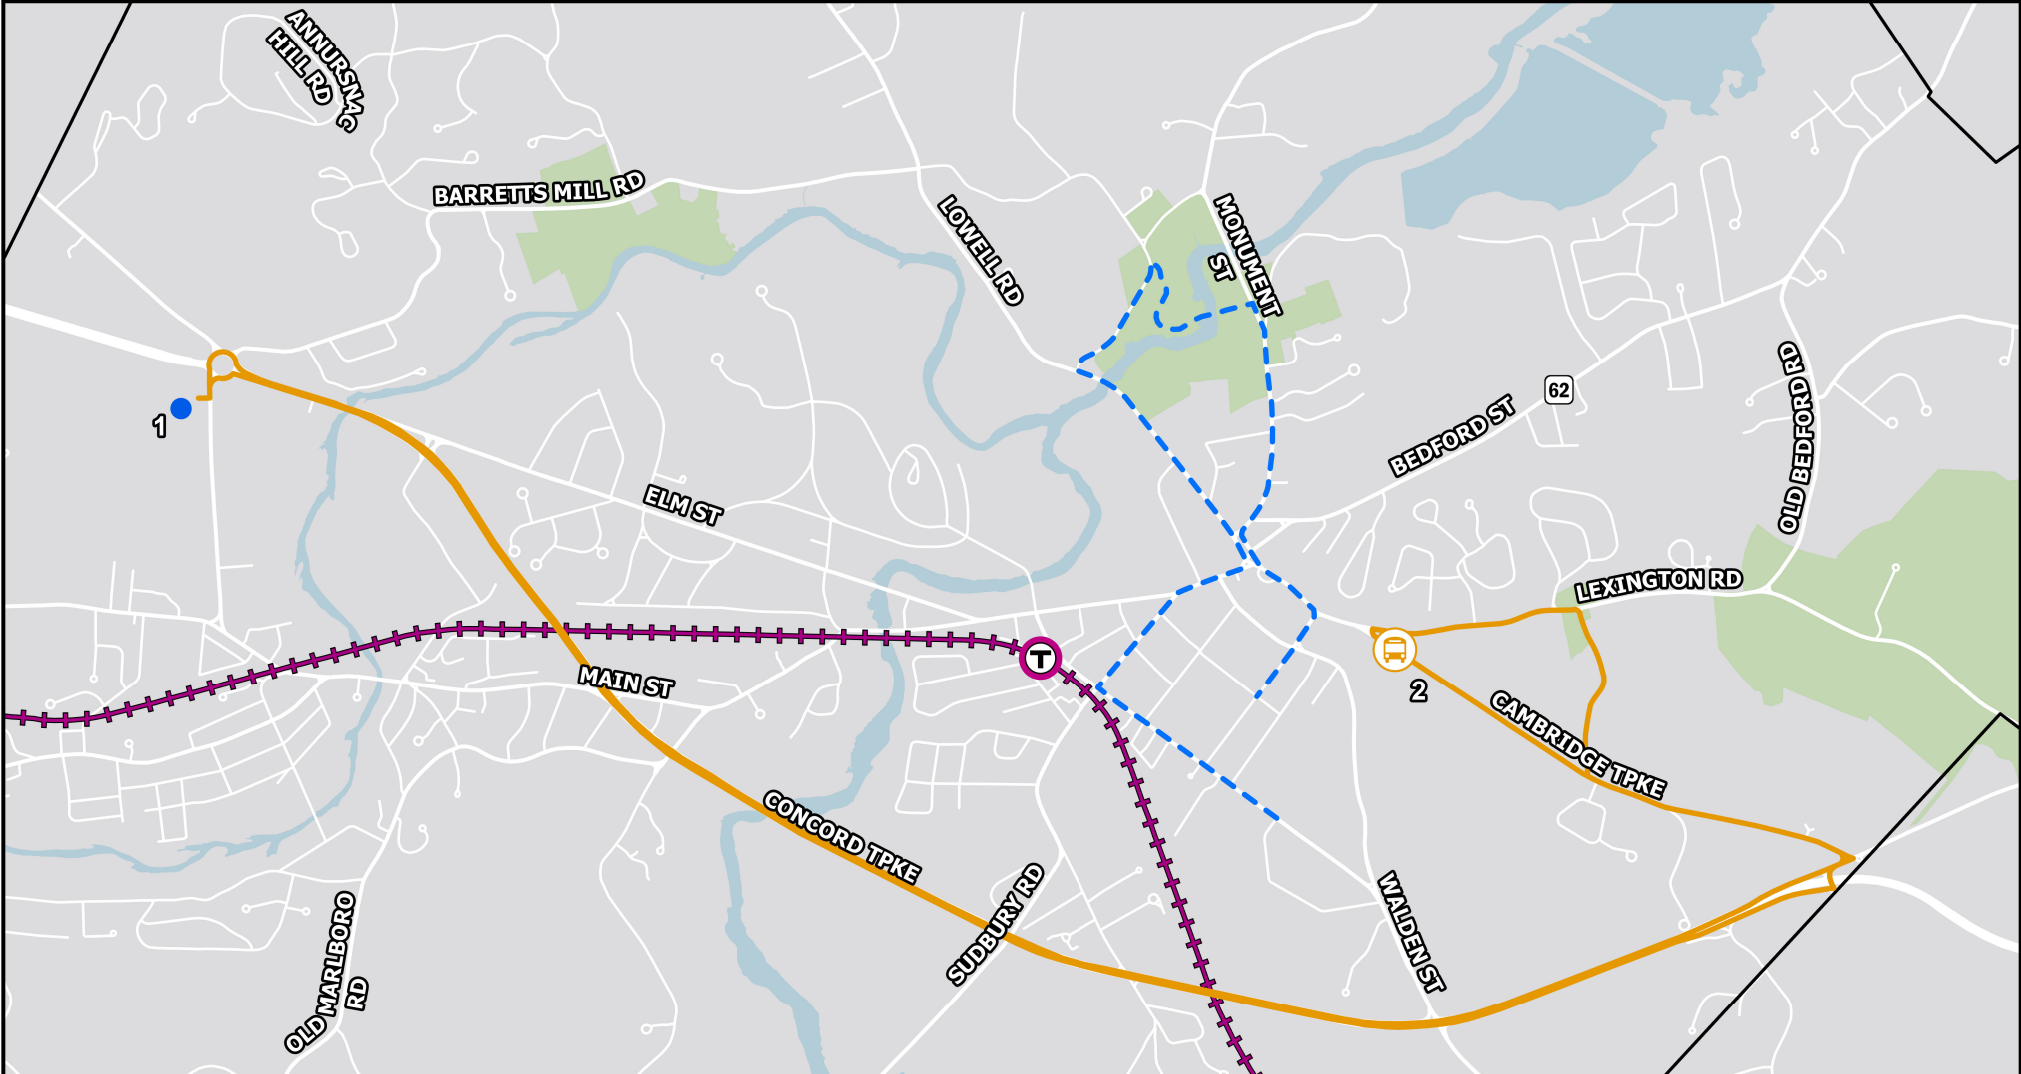 ANNURSNAC
HILL RD
BARRETTS MILL RD
LOWELL RD
MONUMENT
ST
1
62
BEDFORD ST
OLD BEDFORD RD
ELM ST
LEXINGTON RD
T
MAIN ST
2
CAMBRIDGE TPKE
CONCORD TPKE
SUDBURY RD
WALDEN ST
OLD MARLBORO
RD